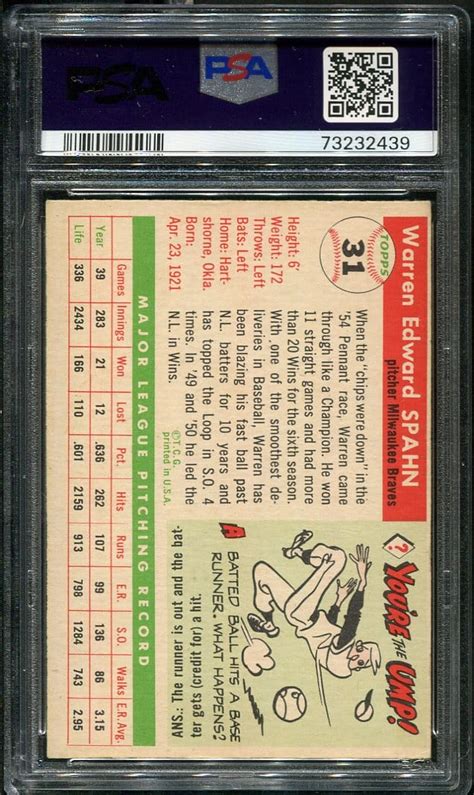 PSA
PSA
73232439
TOPPS
31
Warren Edward SPAHN
pitcher Milwaukee Braves
Height: 6'
Weight: 172
Throws: Left
Bats: Left
Home: Hart-
shorne, Okla.
Born:
Apr. 23, 1921
When the "chips were down" in the
'54 Pennant race, Warren came
through like a Champion. He won
11 straight games and had more
than 20 Wins for the sixth season.
With one of the smoothest de-
liveries in Baseball, Warren has
been blazing his fast ball past
N.L. batters for 10 years and
has topped the Loop in S.O. 4
times. In '49 and '50 he led the
N.L. in Wins.
©T.C.G.
printed in U.S.A.
? YOU'RE THE UMP!
A BATTED BALL HITS A BASE
RUNNER. WHAT HAPPENS?
ANS.: The runner is out and the bat-
ter gets credit for a hit.
MAJOR LEAGUE PITCHING RECORD
Games Innings Won Lost Pct. Hits Runs E.R. S.O. Walks E.R.Avg.
Year 39 283 21 12 .636 262 107 99 136 86 3.15
Life 336 2434 166 110 .601 2159 913 798 1284 743 2.95